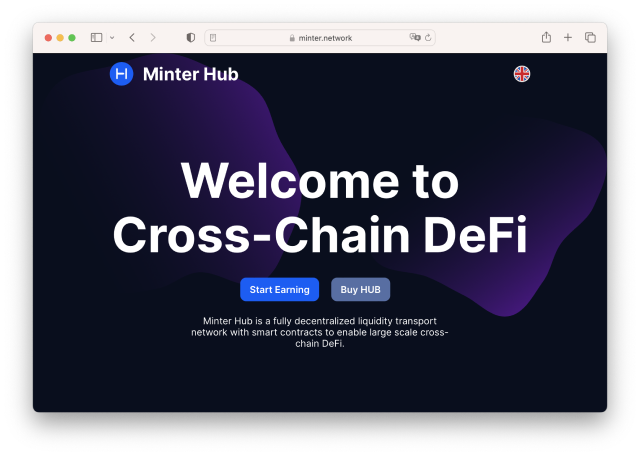 minter.network
Minter Hub
Welcome to
Cross-Chain DeFi
Start Earning
Buy HUB
Minter Hub is a fully decentralized liquidity transport
network with smart contracts to enable large scale cross-
chain DeFi.